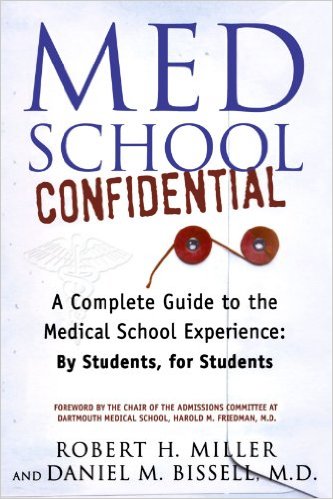 MED
SCHOOL
CONFIDENTIAL
A Complete Guide to the
Medical School Experience:
By Students, for Students
FOREWORD BY THE CHAIR OF THE ADMISSIONS COMMITTEE AT
DARTMOUTH MEDICAL SCHOOL, HAROLD M. FRIEDMAN, M.D.
ROBERT H. MILLER
AND DANIEL M. BISSELL, M.D.